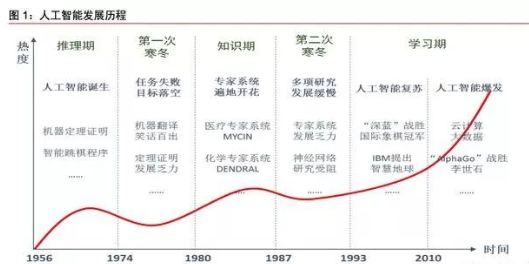 图 1：人工智能发展历程
热度
推理期
第一次
寒冬
知识期
第二次
寒冬
学习期
人工智能诞生
任务失败
目标落空
专家系统
遍地开花
多项研究
发展缓慢
人工智能复苏
人工智能爆发
机器定理证明
智能跳棋程序
……
机器翻译
笑话百出
定理证明
发展乏力
……
医疗专家系统
MYCIN
化学专家系统
DENDRAL
……
专家系统
发展乏力
神经网络
研究受阻
……
“深蓝”战胜
国际象棋冠军
IBM提出
智慧地球
……
云计算
大数据
“AlphaGo”战胜
李世石
……
时间
1956
1974
1980
1987
1993
2010